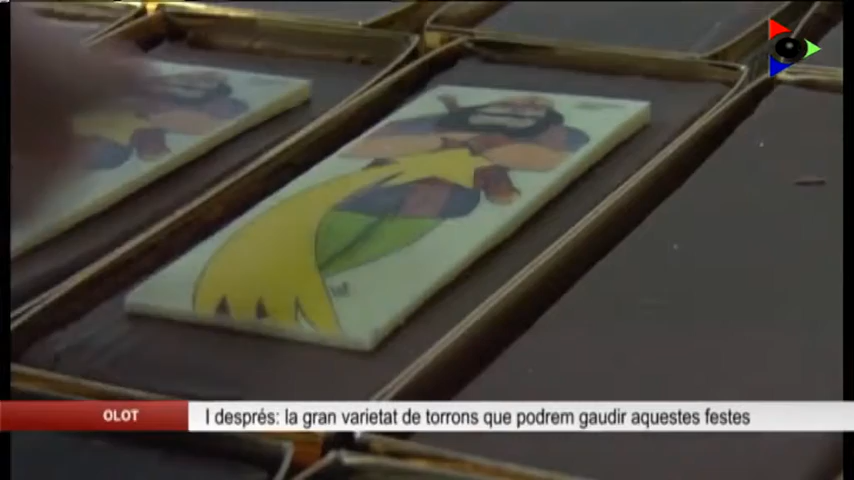 OLOT
I després: la gran varietat de torrons que podrem gaudir aquestes festes